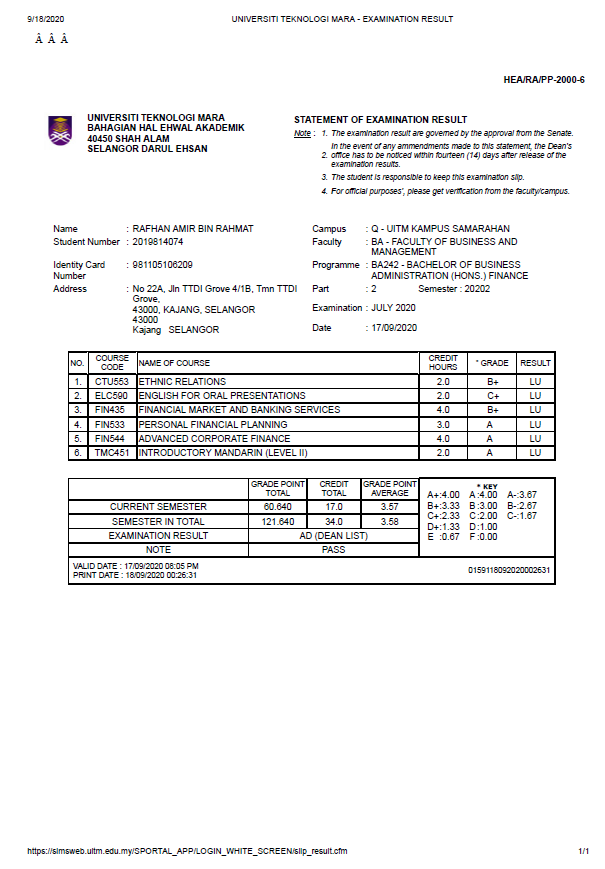 9/18/2020 UNIVERSITI TEKNOLOGI MARA - EXAMINATION RESULT
Â Â Â
HEA/RA/PP-2000-6
UNIVERSITI TEKNOLOGI MARA
BAHAGIAN HAL EHWAL AKADEMIK
40450 SHAH ALAM
SELANGOR DARUL EHSAN
STATEMENT OF EXAMINATION RESULT
Note : 1. The examination result are governed by the approval from the Senate.
In the event of any ammendments made to this statement, the Dean's
2. office has to be noticed within fourteen (14) days after release of the
examination results.
3. The student is responsible to keep this examination slip.
4. For official purposes', please get verification from the faculty/campus.
Name : RAFHAN AMIR BIN RAHMAT
Student Number : 2019814074
Identity Card : 981105106209
Number
Address : No 22A, Jln TTDI Grove 4/1B, Tmn TTDI
Grove,
43000, KAJANG, SELANGOR
43000
Kajang SELANGOR
Campus : Q - UITM KAMPUS SAMARAHAN
Faculty : BA - FACULTY OF BUSINESS AND
MANAGEMENT
Programme : BA242 - BACHELOR OF BUSINESS
ADMINISTRATION (HONS.) FINANCE
Part : 2 Semester : 20202
Examination : JULY 2020
Date : 17/09/2020
NO. COURSE CODE NAME OF COURSE CREDIT HOURS * GRADE RESULT
1. CTU553 ETHNIC RELATIONS 2.0 B+ LU
2. ELC590 ENGLISH FOR ORAL PRESENTATIONS 2.0 C+ LU
3. FIN435 FINANCIAL MARKET AND BANKING SERVICES 4.0 B+ LU
4. FIN533 PERSONAL FINANCIAL PLANNING 3.0 A LU
5. FIN544 ADVANCED CORPORATE FINANCE 4.0 A LU
6. TMC451 INTRODUCTORY MANDARIN (LEVEL II) 2.0 A LU
GRADE POINT TOTAL CREDIT TOTAL GRADE POINT AVERAGE
CURRENT SEMESTER 60.640 17.0 3.57
SEMESTER IN TOTAL 121.640 34.0 3.58
EXAMINATION RESULT AD (DEAN LIST)
NOTE PASS
* KEY
A+:4.00 A :4.00 A-:3.67
B+:3.33 B :3.00 B-:2.67
C+:2.33 C :2.00 C-:1.67
D+:1.33 D :1.00
E :0.67 F :0.00
VALID DATE : 17/09/2020 08:05 PM
PRINT DATE : 18/09/2020 00:26:31
0159118092020002631
https://simsweb.uitm.edu.my/SPORTAL_APP/LOGIN_WHITE_SCREEN/slip_result.cfm 1/1